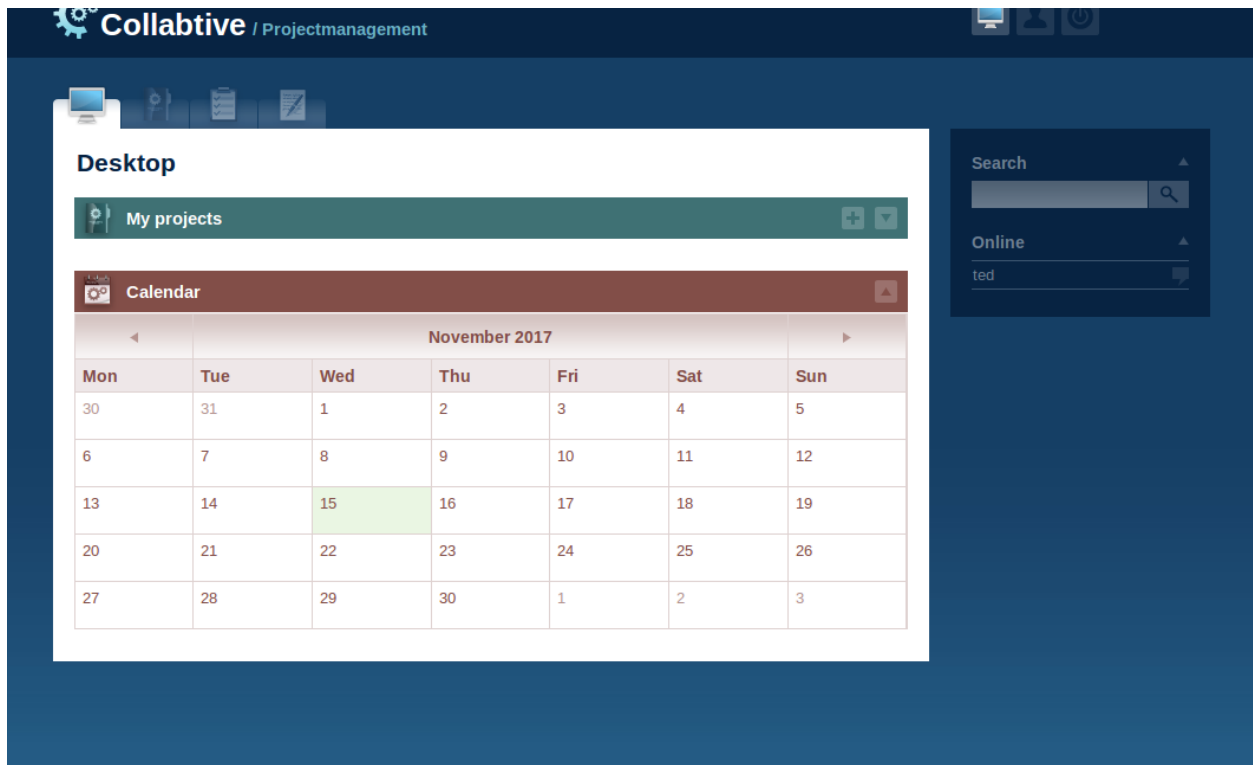 Collabtive / Projectmanagement
Desktop
My projects
Calendar
November 2017
Mon Tue Wed Thu Fri Sat Sun
30 31 1 2 3 4 5
6 7 8 9 10 11 12
13 14 15 16 17 18 19
20 21 22 23 24 25 26
27 28 29 30 1 2 3
Search
Online
ted